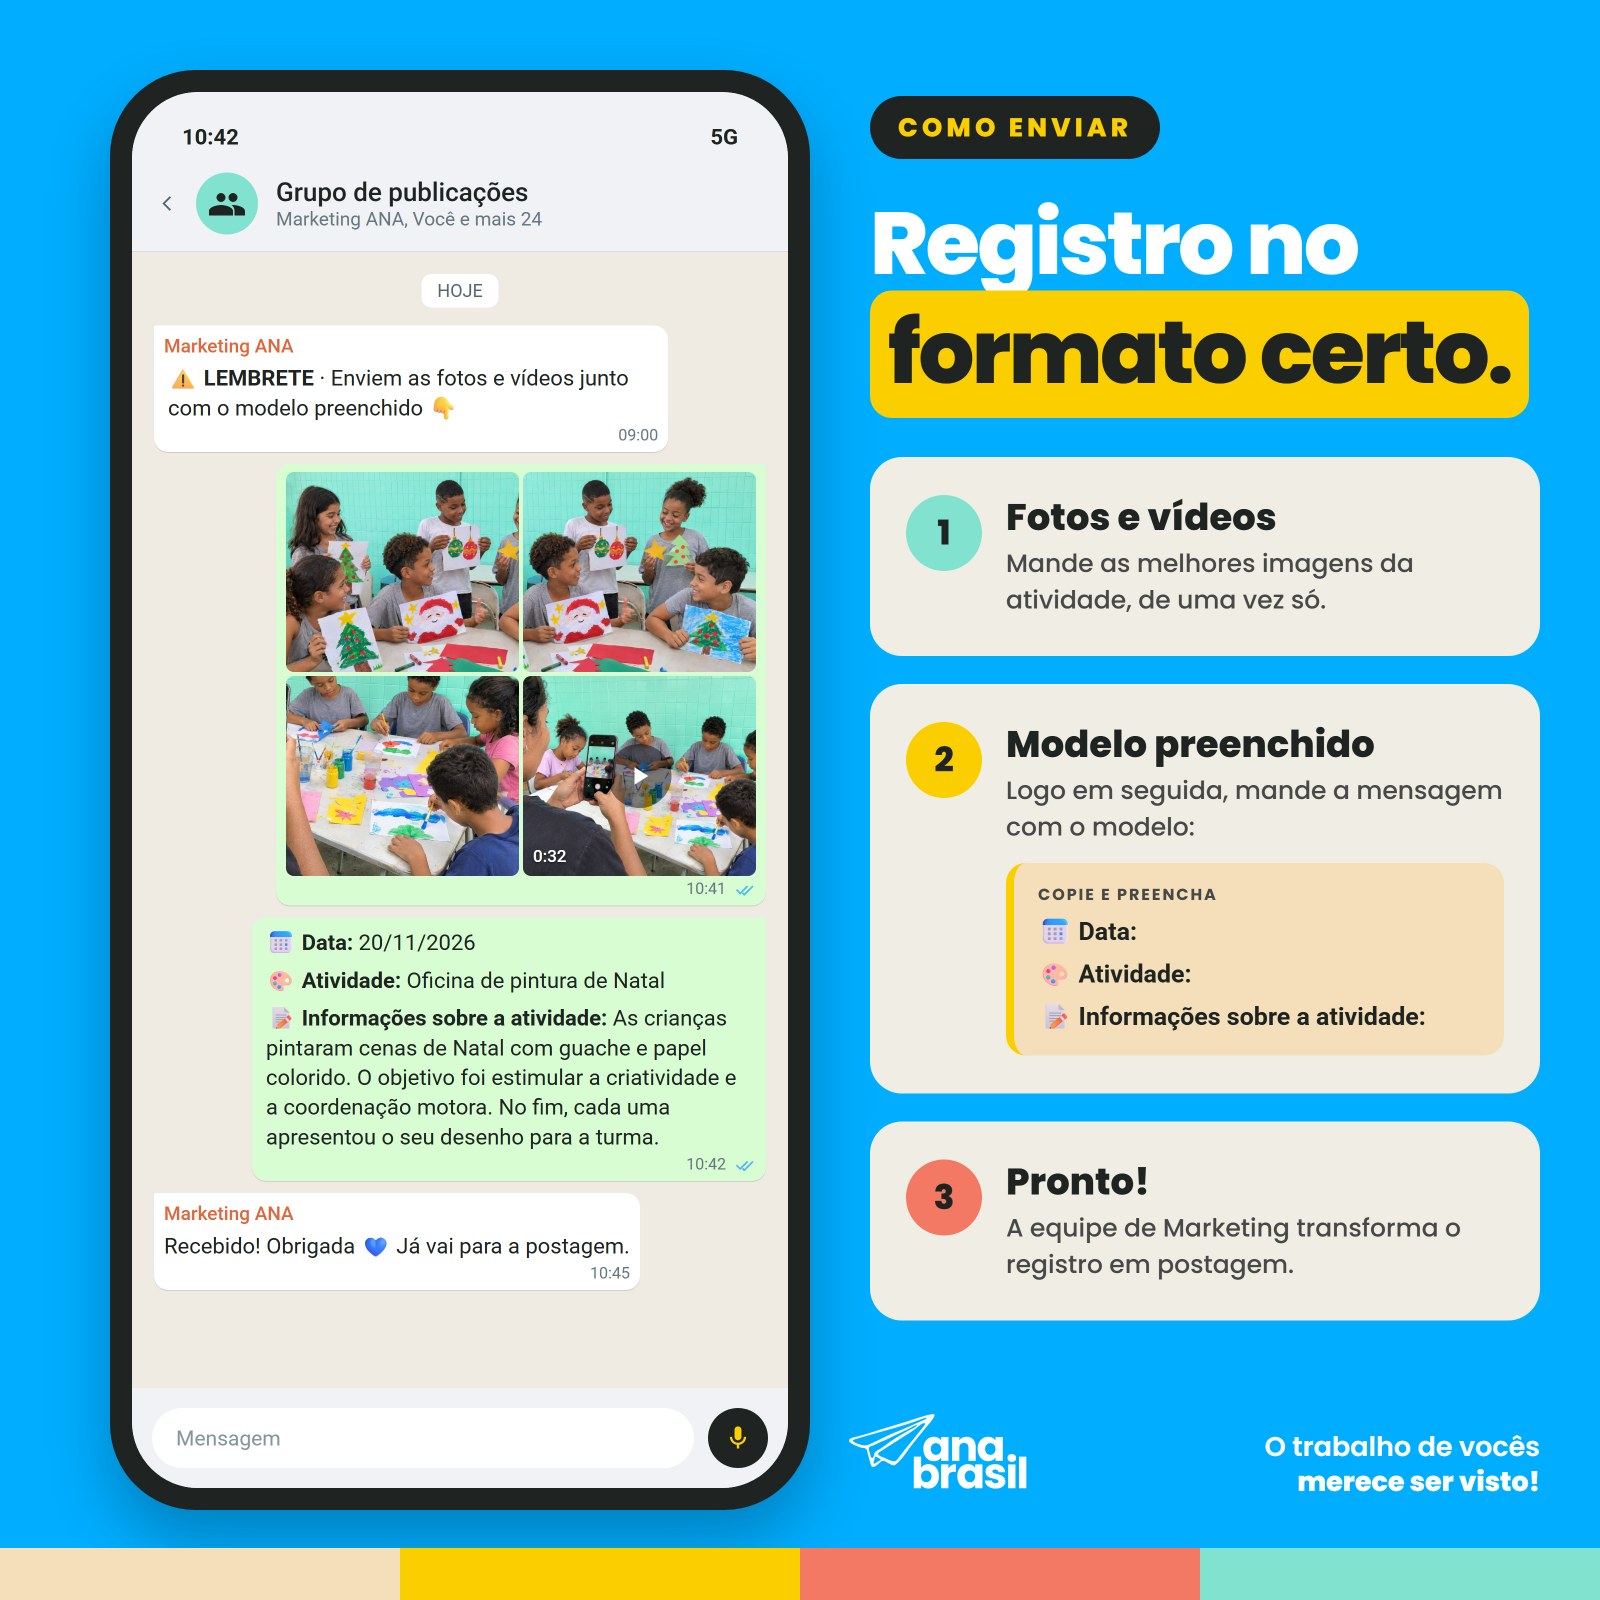 10:42
5G
Grupo de publicações
Marketing ANA, Você e mais 24
HOJE
Marketing ANA
⚠️ LEMBRETE · Enviem as fotos e vídeos junto
com o modelo preenchido 👇
09:00
0:32
10:41
📅 Data: 20/11/2026
🎨 Atividade: Oficina de pintura de Natal
📝 Informações sobre a atividade: As crianças
pintaram cenas de Natal com guache e papel
colorido. O objetivo foi estimular a criatividade e
a coordenação motora. No fim, cada uma
apresentou o seu desenho para a turma.
10:42
Marketing ANA
Recebido! Obrigada 💙 Já vai para a postagem.
10:45
Mensagem
COMO ENVIAR
Registro no
formato certo.
1
Fotos e vídeos
Mande as melhores imagens da
atividade, de uma vez só.
2
Modelo preenchido
Logo em seguida, mande a mensagem
com o modelo:
COPIE E PREENCHA
📅 Data:
🎨 Atividade:
📝 Informações sobre a atividade:
3
Pronto!
A equipe de Marketing transforma o
registro em postagem.
ana
brasil
O trabalho de vocês
merece ser visto!